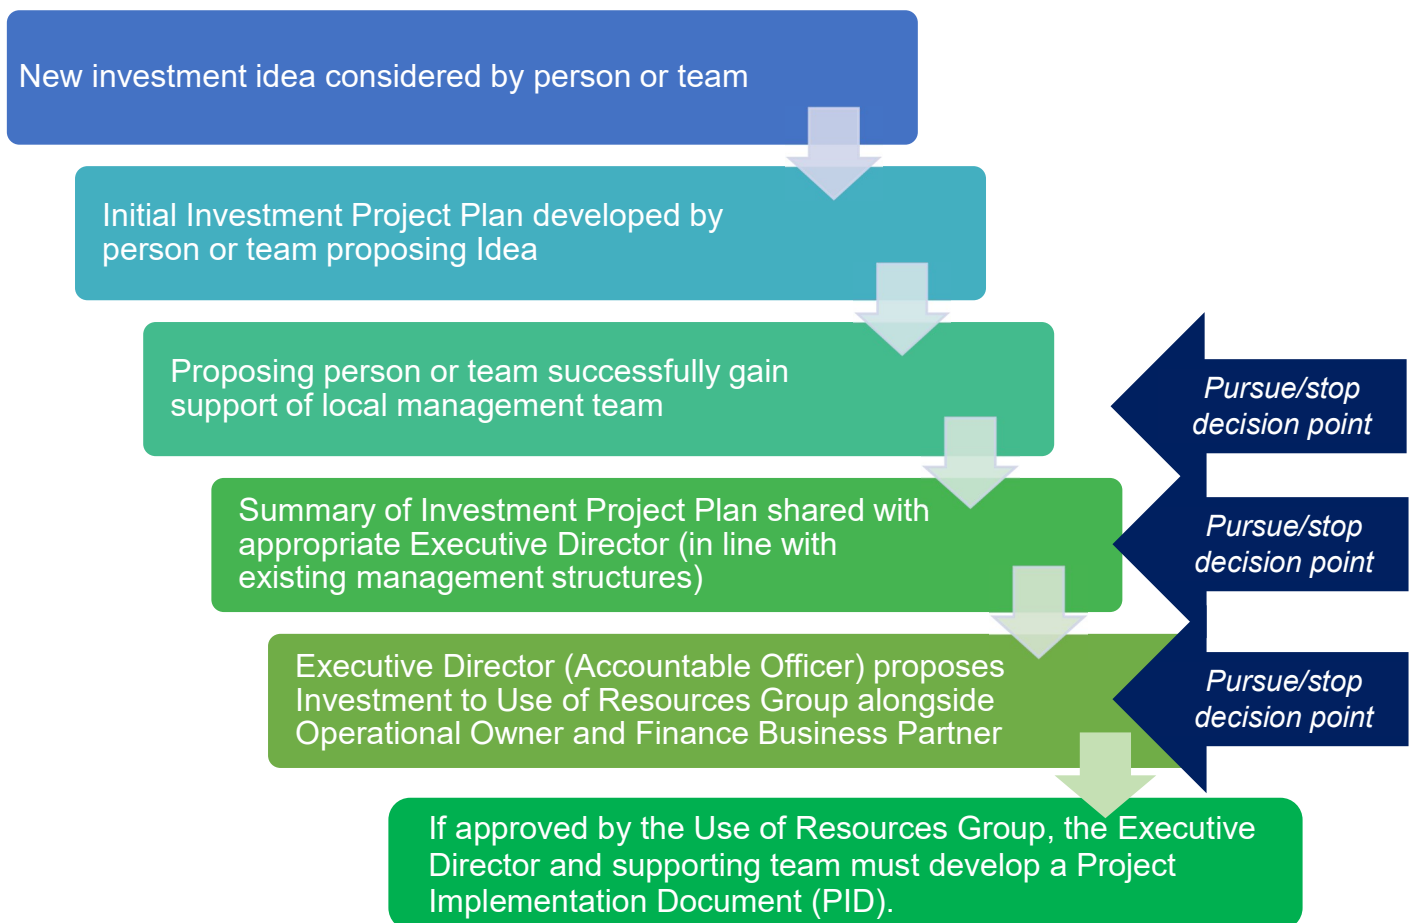 New investment idea considered by person or team
Initial Investment Project Plan developed by
person or team proposing Idea
Proposing person or team successfully gain
support of local management team
Pursue/stop
decision point
Summary of Investment Project Plan shared with
appropriate Executive Director (in line with
existing management structures)
Pursue/stop
decision point
Executive Director (Accountable Officer) proposes
Investment to Use of Resources Group alongside
Operational Owner and Finance Business Partner
Pursue/stop
decision point
If approved by the Use of Resources Group, the Executive
Director and supporting team must develop a Project
Implementation Document (PID).